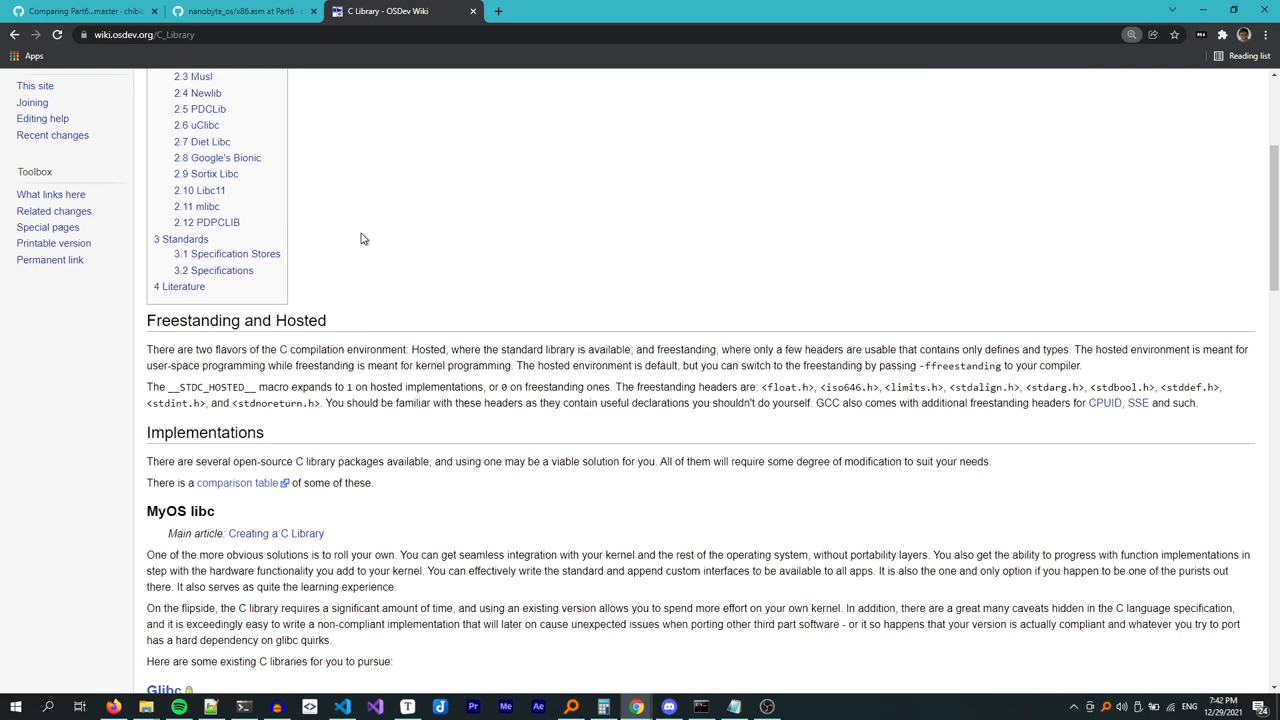 Comparing Part6...master · chibic
nanobyte_os/x86.asm at Part6 · c
C Library - OSDev Wiki
wiki.osdev.org/C_Library
Apps
Reading list
This site
Joining
Editing help
Recent changes
Toolbox
What links here
Related changes
Special pages
Printable version
Permanent link
2.3 Musl
2.4 Newlib
2.5 PDCLib
2.6 uClibc
2.7 Diet Libc
2.8 Google's Bionic
2.9 Sortix Libc
2.10 Libc11
2.11 mlibc
2.12 PDPCLIB
3 Standards
3.1 Specification Stores
3.2 Specifications
4 Literature
Freestanding and Hosted
There are two flavors of the C compilation environment: Hosted, where the standard library is available; and freestanding, where only a few headers are usable that contains only defines and types. The hosted environment is meant for
user-space programming while freestanding is meant for kernel programming. The hosted environment is default, but you can switch to the freestanding by passing -ffreestanding to your compiler.
The __STDC_HOSTED__ macro expands to 1 on hosted implementations, or 0 on freestanding ones. The freestanding headers are: <float.h>, <iso646.h>, <limits.h>, <stdalign.h>, <stdarg.h>, <stdbool.h>, <stddef.h>,
<stdint.h>, and <stdnoreturn.h>. You should be familiar with these headers as they contain useful declarations you shouldn't do yourself. GCC also comes with additional freestanding headers for CPUID, SSE and such.
Implementations
There are several open-source C library packages available, and using one may be a viable solution for you. All of them will require some degree of modification to suit your needs.
There is a comparison table of some of these.
MyOS libc
Main article: Creating a C Library
One of the more obvious solutions is to roll your own. You can get seamless integration with your kernel and the rest of the operating system, without portability layers. You also get the ability to progress with function implementations in
step with the hardware functionality you add to your kernel. You can effectively write the standard and append custom interfaces to be available to all apps. It is also the one and only option if you happen to be one of the purists out
there. It also serves as quite the learning experience.
On the flipside, the C library requires a significant amount of time, and using an existing version allows you to spend more effort on your own kernel. In addition, there are a great many caveats hidden in the C language specification,
and it is exceedingly easy to write a non-compliant implementation that will later on cause unexpected issues when porting other third part software - or it so happens that your version is actually compliant and whatever you try to port
has a hard dependency on glibc quirks.
Here are some existing C libraries for you to pursue:
Glibc
ENG
7:42 PM
12/29/2021
24